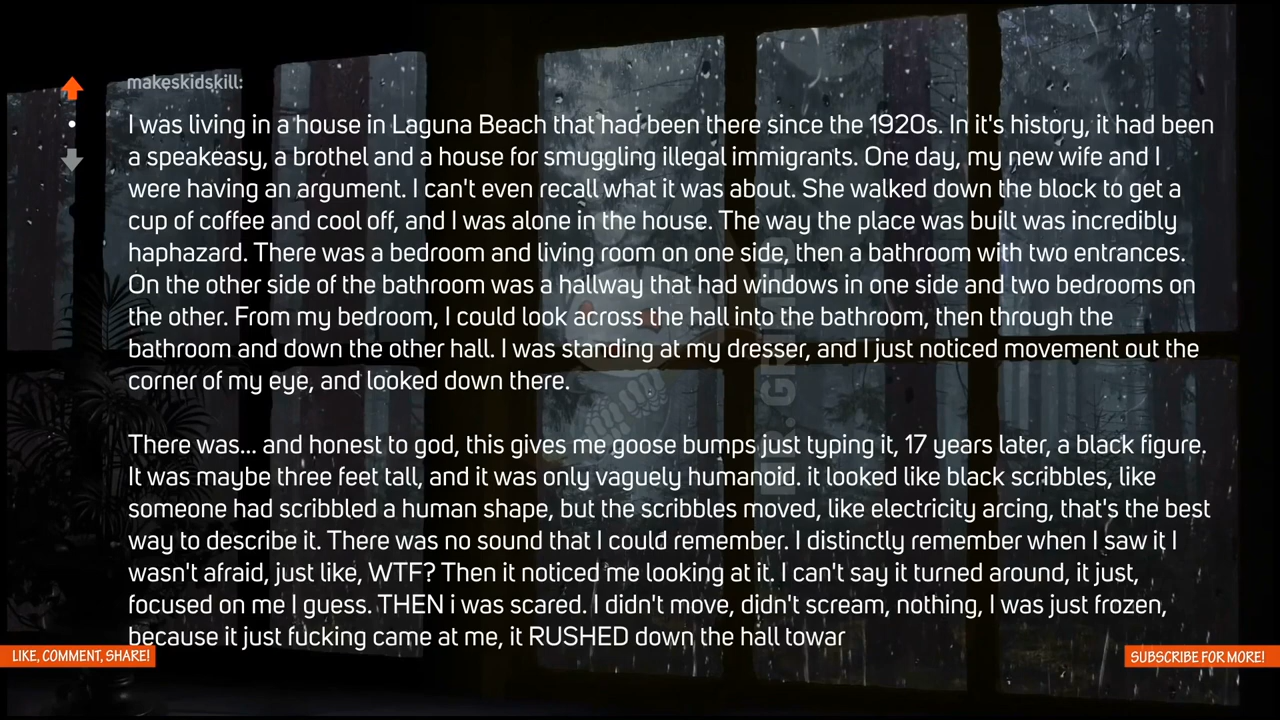 makeskidskill:
I was living in a house in Laguna Beach that had been there since the 1920s. In it's history, it had been
a speakeasy, a brothel and a house for smuggling illegal immigrants. One day, my new wife and I
were having an argument. I can't even recall what it was about. She walked down the block to get a
cup of coffee and cool off, and I was alone in the house. The way the place was built was incredibly
haphazard. There was a bedroom and living room on one side, then a bathroom with two entrances.
On the other side of the bathroom was a hallway that had windows in one side and two bedrooms on
the other. From my bedroom, I could look across the hall into the bathroom, then through the
bathroom and down the other hall. I was standing at my dresser, and I just noticed movement out the
corner of my eye, and looked down there.
There was... and honest to god, this gives me goose bumps just typing it, 17 years later, a black figure.
It was maybe three feet tall, and it was only vaguely humanoid. it looked like black scribbles, like
someone had scribbled a human shape, but the scribbles moved, like electricity arcing, that's the best
way to describe it. There was no sound that I could remember. I distinctly remember when I saw it I
wasn't afraid, just like, WTF? Then it noticed me looking at it. I can't say it turned around, it just,
focused on me I guess. THEN i was scared. I didn't move, didn't scream, nothing, I was just frozen,
because it just fucking came at me, it RUSHED down the hall towar
LIKE, COMMENT, SHARE!
SUBSCRIBE FOR MORE!